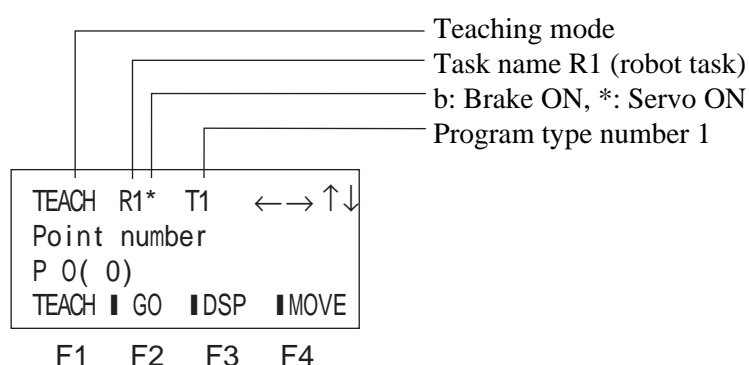 Teaching mode
Task name R1 (robot task)
b: Brake ON, *: Servo ON
Program type number 1
TEACH R1* T1 ←→↑↓
Point number
P 0( 0)
TEACH ▌ GO ▌DSP ▌MOVE
F1 F2 F3 F4